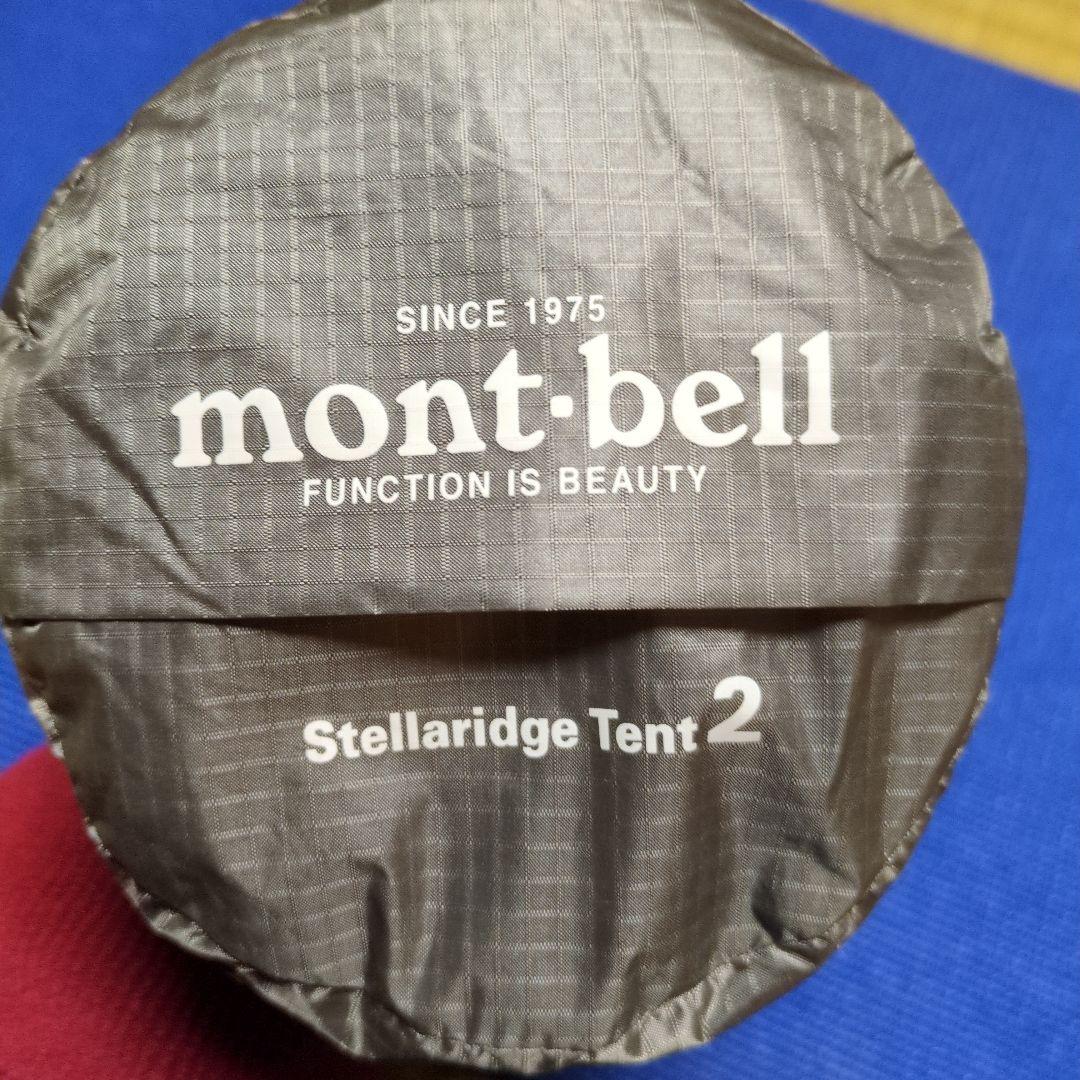 SINCE 1975
mont·bell
FUNCTION IS BEAUTY
Stellaridge Tent 2